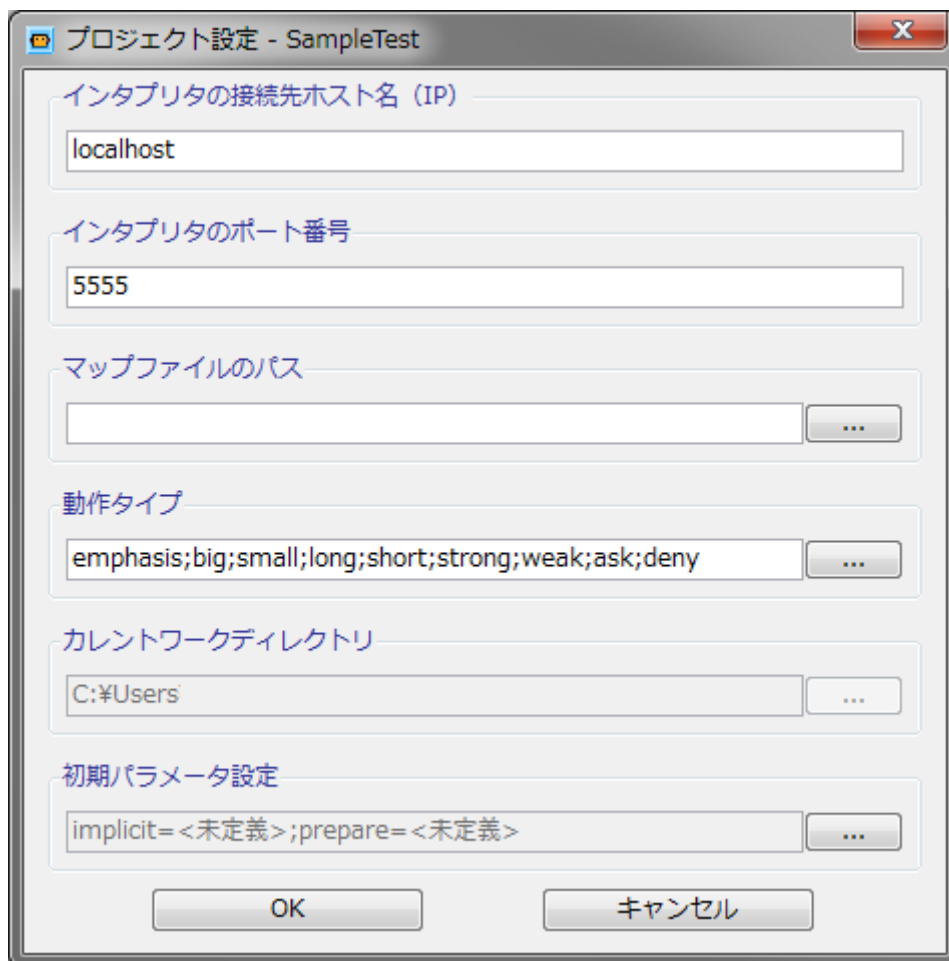 プロジェクト設定 - SampleTest
インタプリタの接続先ホスト名（IP）
localhost
インタプリタのポート番号
5555
マップファイルのパス
...
動作タイプ
emphasis;big;small;long;short;strong;weak;ask;deny
...
カレントワークディレクトリ
C:¥Users
...
初期パラメータ設定
implicit=<未定義>;prepare=<未定義>
...
OK
キャンセル